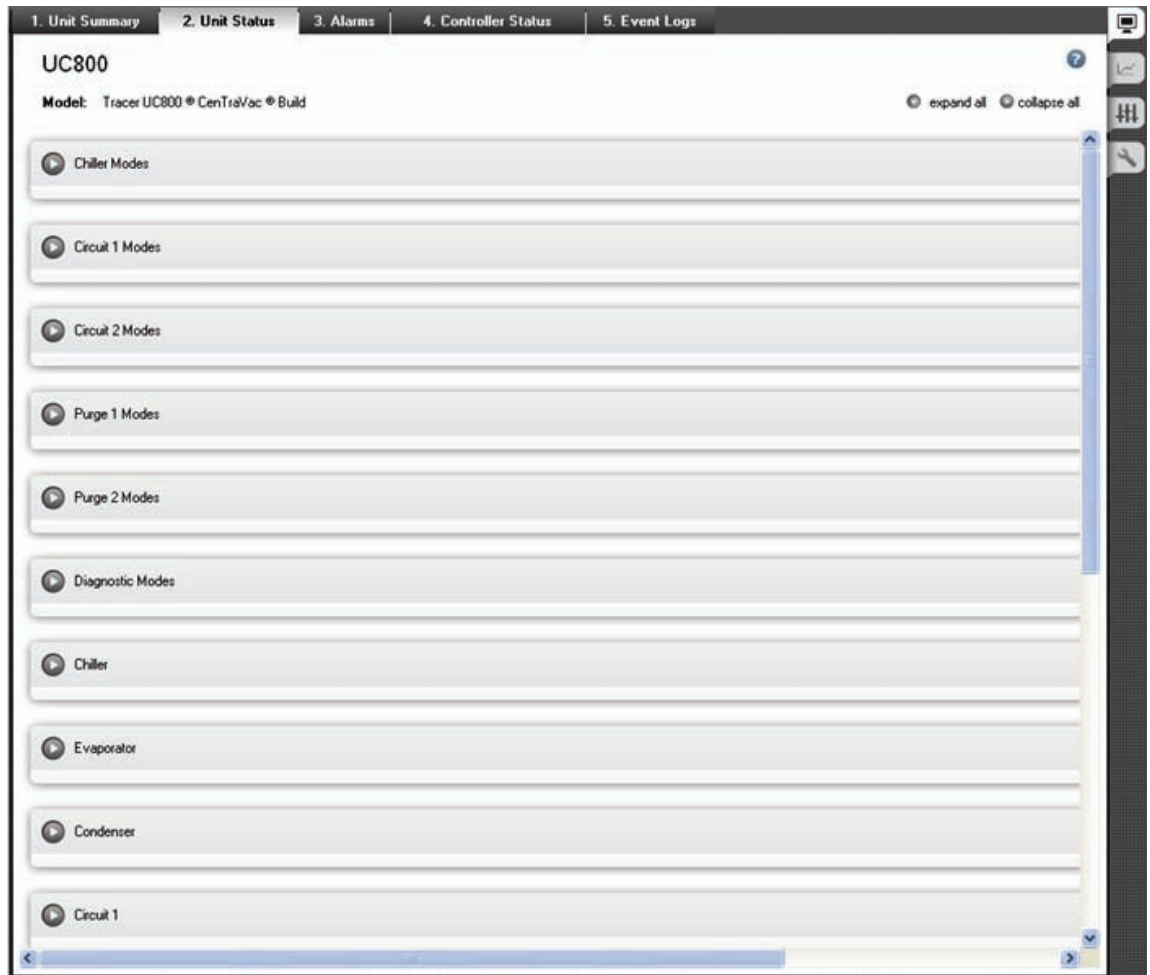 1. Unit Summary 2. Unit Status 3. Alarms 4. Controller Status 5. Event Logs
UC800 ?
Model: Tracer UC800 ® CenTraVac ® Build expand all collapse all
Chiller Modes
Circuit 1 Modes
Circuit 2 Modes
Purge 1 Modes
Purge 2 Modes
Diagnostic Modes
Chiller
Evaporator
Condenser
Circuit 1